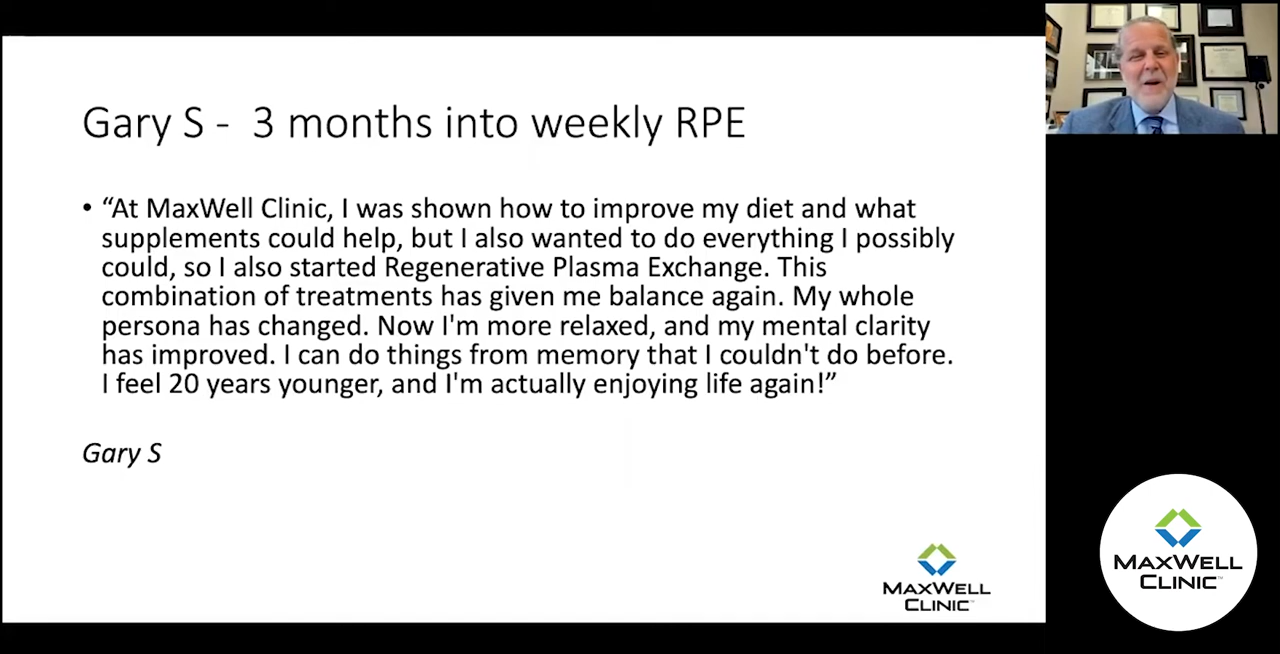 Gary S -  3 months into weekly RPE
• “At MaxWell Clinic, I was shown how to improve my diet and what
supplements could help, but I also wanted to do everything I possibly
could, so I also started Regenerative Plasma Exchange. This
combination of treatments has given me balance again. My whole
persona has changed. Now I'm more relaxed, and my mental clarity
has improved. I can do things from memory that I couldn't do before.
I feel 20 years younger, and I'm actually enjoying life again!”
Gary S
MAXWELL
CLINIC™
MAXWELL
CLINIC™